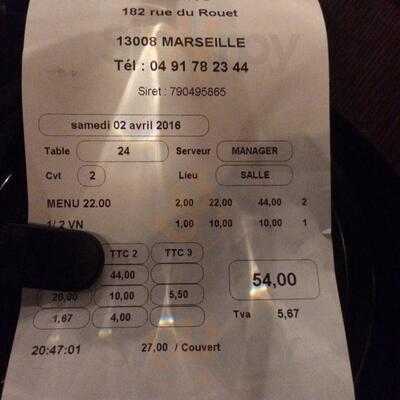 182 rue du Rouet
13008 MARSEILLE
Tél : 04 91 78 23 44
Siret : 790495865
samedi 02 avril 2016
Table 24 Serveur MANAGER
Cvt 2 Lieu SALLE
MENU 22.00 2,00 22,00 44,00 2
1/ 2 VN 1,00 10,00 10,00 1
TTC 2 TTC 3
44,00
20,00 10,00 5,50
54,00
1,67 4,00
Tva 5,67
20:47:01 27,00 / Couvert